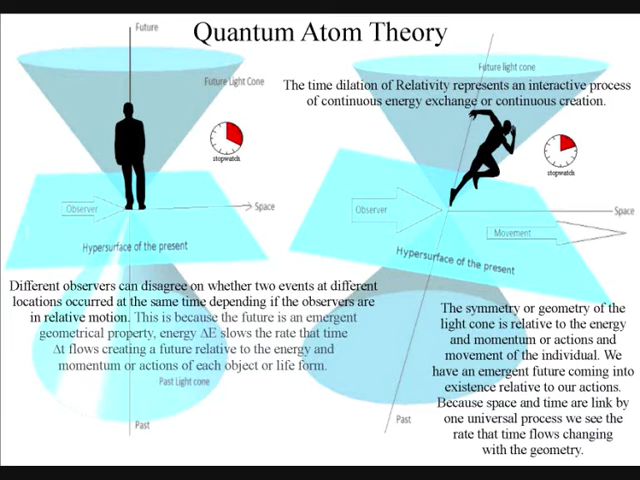 Quantum Atom Theory
Future
Future Light Cone
stopwatch
Observer
Space
Hypersurface of the present
Different observers can disagree on whether two events at different
locations occurred at the same time depending if the observers are
in relative motion. This is because the future is an emergent
geometrical property, energy ΔE slows the rate that time
Δt flows creating a future relative to the energy and
momentum or actions of each object or life form.
Past Light cone
Past
Future light cone
The time dilation of Relativity represents an interactive process
of continuous energy exchange or continuous creation.
stopwatch
Observer
Space
Movement
Hypersurface of the present
The symmetry or geometry of the
light cone is relative to the energy
and momentum or actions and
movement of the individual. We
have an emergent future coming into
existence relative to our actions.
Because space and time are link by
one universal process we see the
rate that time flows changing
with the geometry.
Past